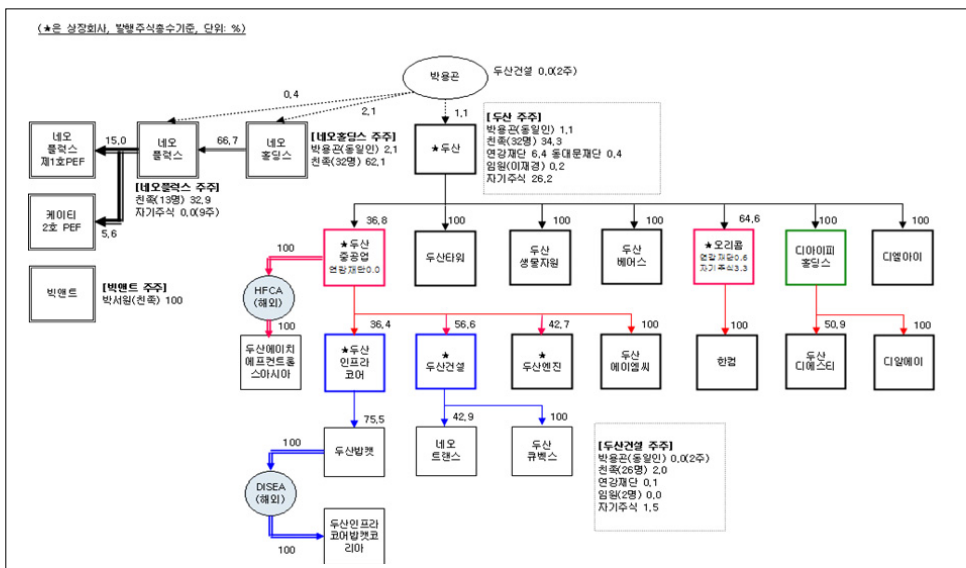 (★은 상장회사, 발행주식총수기준, 단위: %)
박용곤
두산건설 0,0(2주)
0,4
2,1
1,1
[두산 주주]
박용곤(동일인) 1,1
친족(32명) 34,3
연강재단 6,4 동대문재단 0,4
임원(이재경) 0,2
자기주식 26,2
네오
플럭스
제1호PEF
15,0
네오
플럭스
66,7
네오
홀딩스
[네오홀딩스 주주]
박용곤(동일인) 2,1
친족(32명) 62,1
★두산
[네오플럭스 주주]
친족(13명) 32,9
자기주식 0,0(9주)
케이티
2호 PEF
5,6
빅앤트
[빅앤트 주주]
박서원(친족) 100
36,8
100
100
100
64,6
100
100
100
★두산
중공업
연강재단0,0
두산타워
두산
생물자원
두산
베어스
★오리콤
연강재단0,6
자기주식3,3
디아이피
홀딩스
디엘아이
HFCA
(해외)
100
36,4
56,6
42,7
100
100
50,9
100
두산에이치
에프컨트롤
스아시아
★두산
인프라
코어
★
두산건설
★
두산엔진
두산
에이엠씨
한컴
두산
디에스티
디알에이
75,5
42,9
100
100
두산밥캣
네오
트랜스
두산
큐벡스
[두산건설 주주]
박용곤(동일인) 0,0(2주)
친족(26명) 2,0
연강재단 0,1
임원(2명) 0,0
자기주식 1,5
DISEA
(해외)
100
두산인프라
코어밥캣코
리아